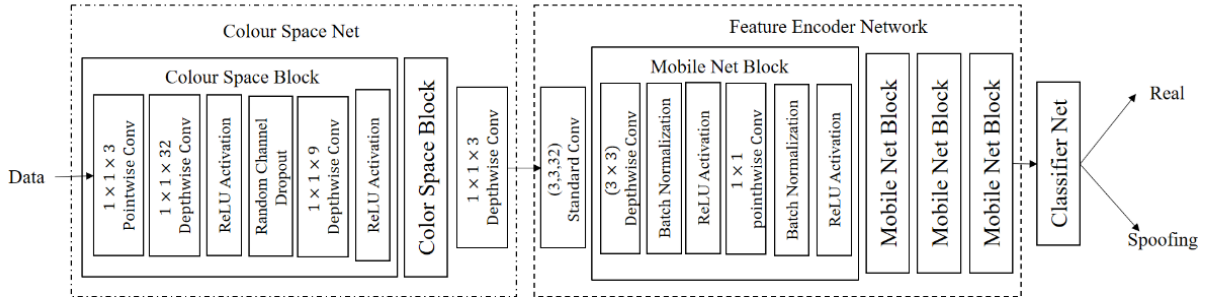 Colour Space Net
Feature Encoder Network
Colour Space Block
Mobile Net Block
Data
1 × 1 × 3
Pointwise Conv
1 × 1 × 32
Depthwise Conv
ReLU Activation
Random Channel
Dropout
1 × 1 × 9
Depthwise Conv
ReLU Activation
Color Space Block
1 × 1 × 3
Depthwise Conv
(3,3,32)
Standard Conv
(3 × 3)
Depthwise Conv
Batch Normalization
ReLU Activation
1 × 1
pointhwise Conv
Batch Normalization
ReLU Activation
Mobile Net Block
Mobile Net Block
Mobile Net Block
Classifier Net
Real
Spoofing